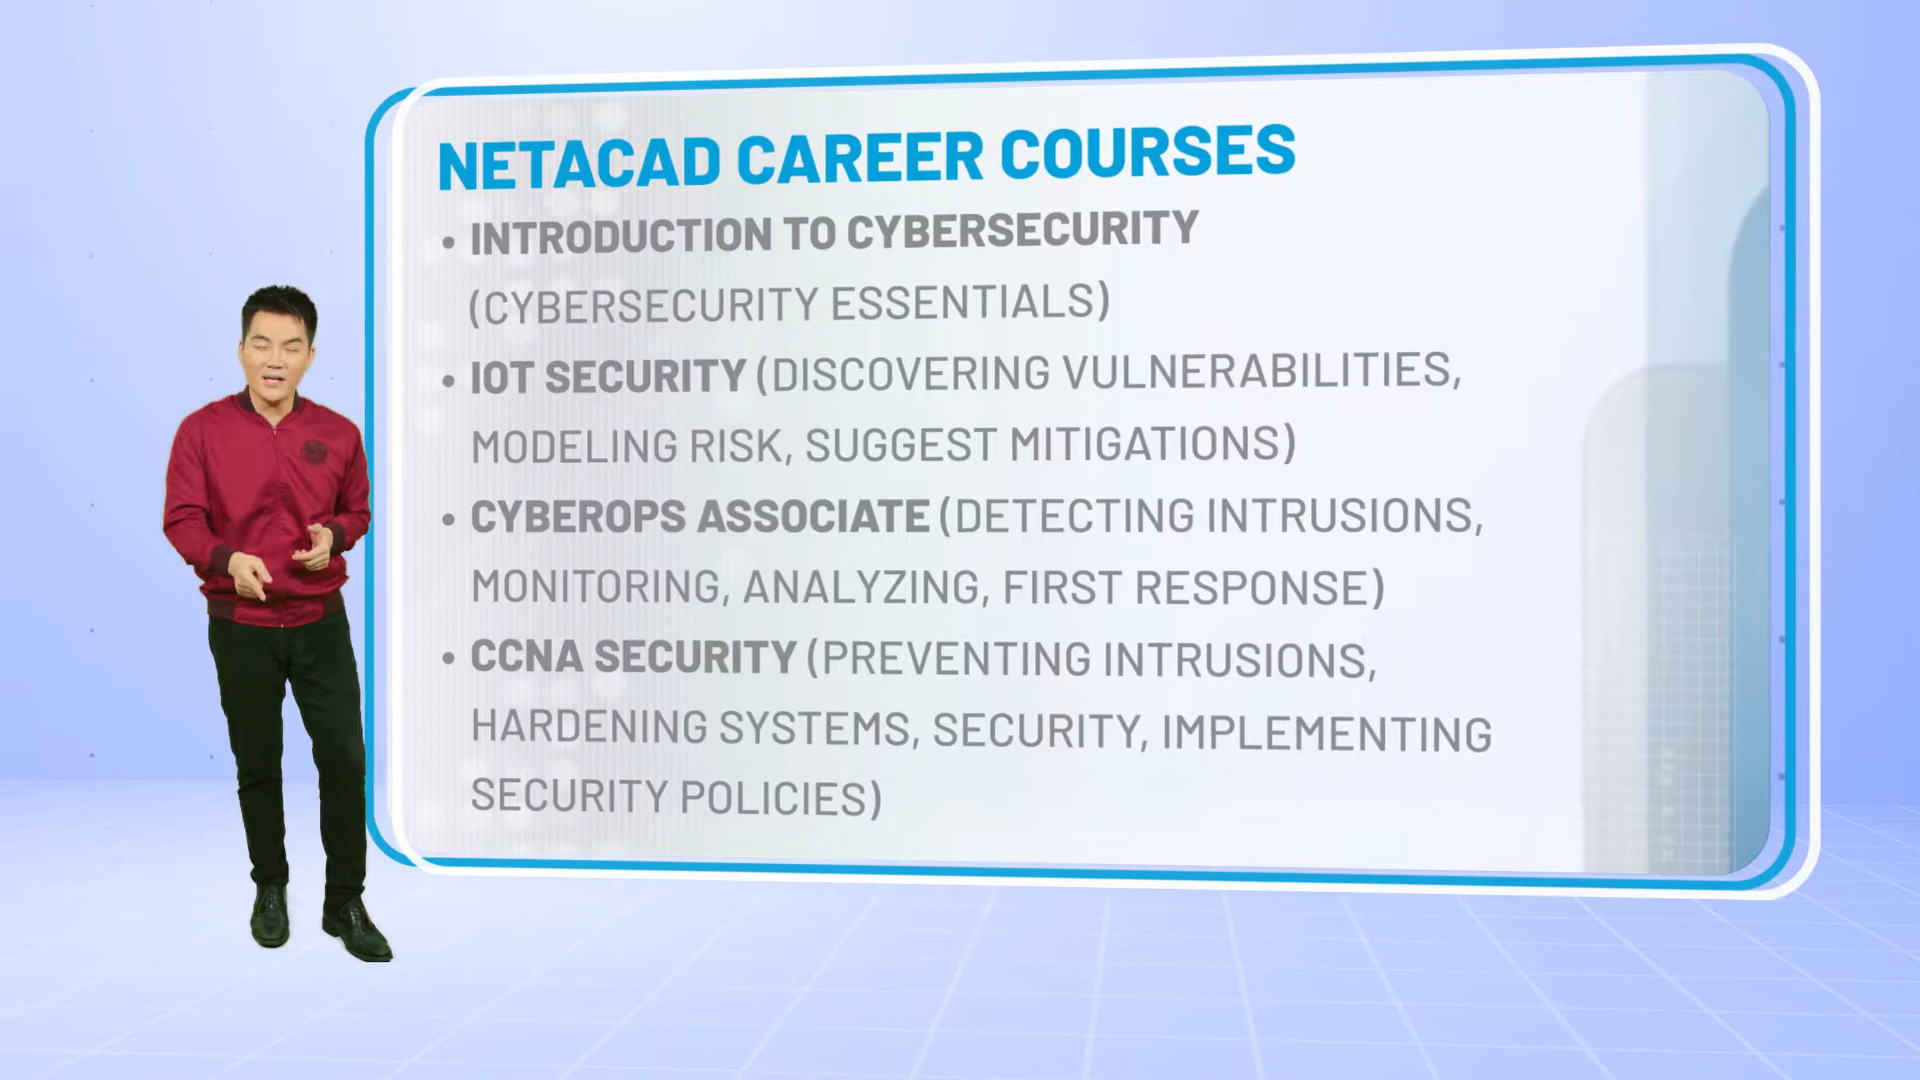 NETACAD CAREER COURSES
• INTRODUCTION TO CYBERSECURITY
(CYBERSECURITY ESSENTIALS)
• IOT SECURITY (DISCOVERING VULNERABILITIES,
MODELING RISK, SUGGEST MITIGATIONS)
• CYBEROPS ASSOCIATE (DETECTING INTRUSIONS,
MONITORING, ANALYZING, FIRST RESPONSE)
• CCNA SECURITY (PREVENTING INTRUSIONS,
HARDENING SYSTEMS, SECURITY, IMPLEMENTING
SECURITY POLICIES)